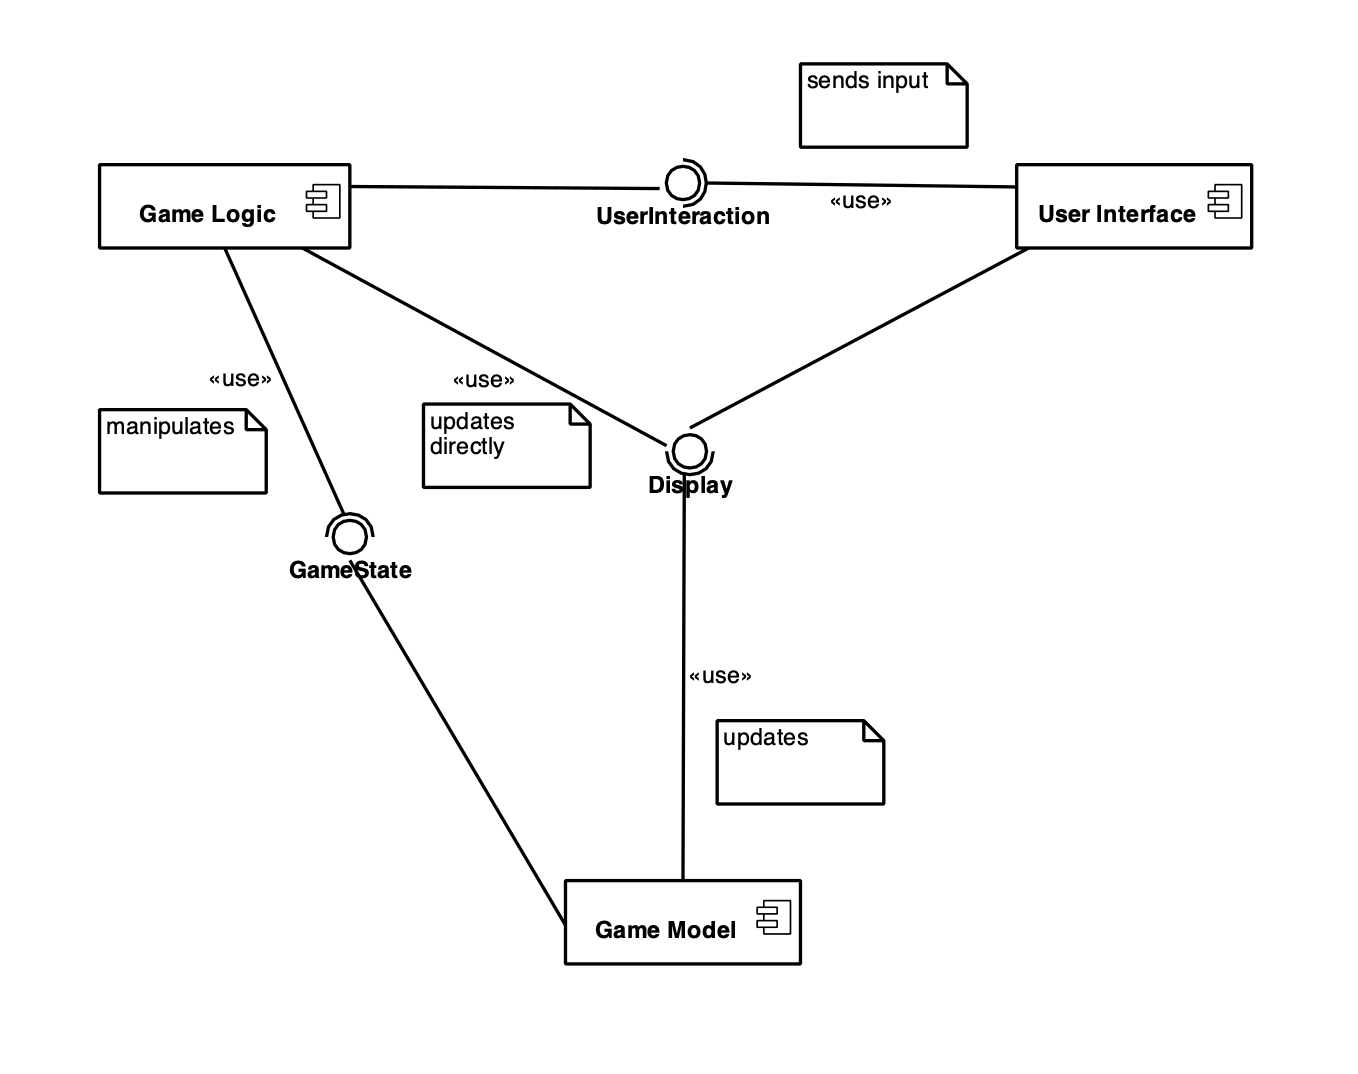 sends input
Game Logic
UserInteraction
«use»
User Interface
«use»
«use»
manipulates
updates
directly
Display
GameState
«use»
updates
Game Model